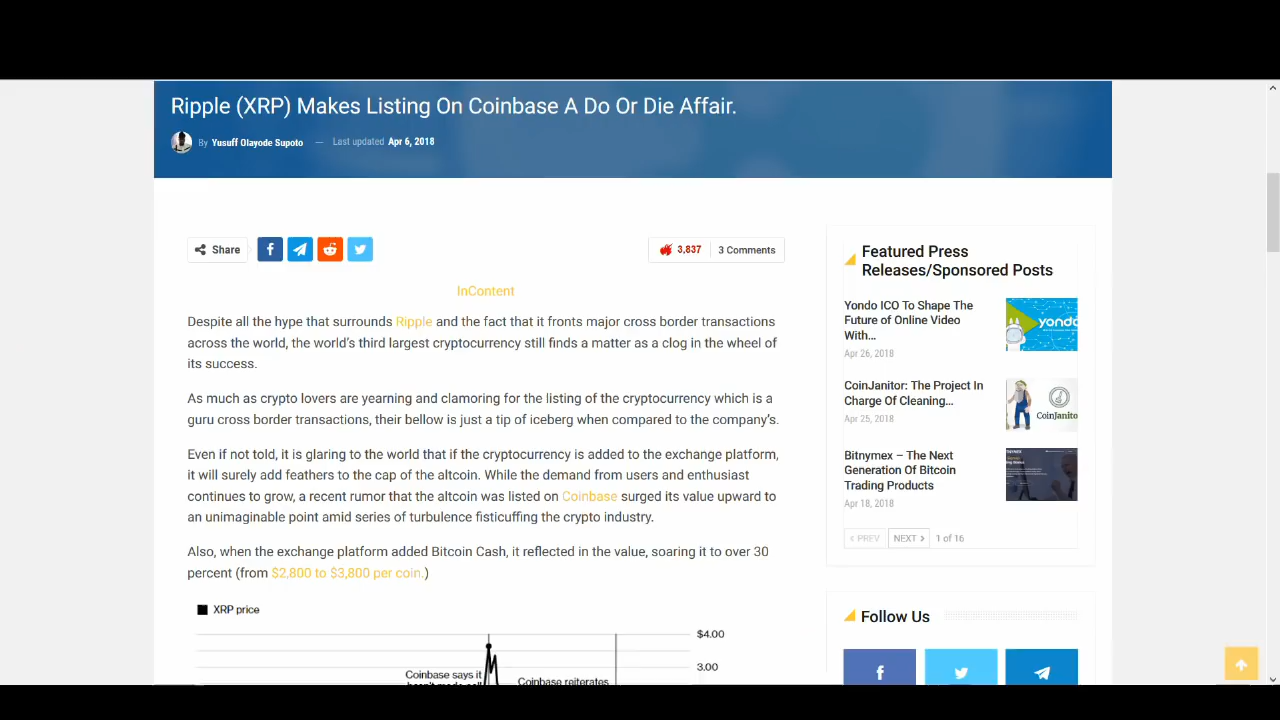 Ripple (XRP) Makes Listing On Coinbase A Do Or Die Affair.
By Yusuff Olayode Supoto — Last updated Apr 6, 2018
Share
3,837 3 Comments
InContent
Despite all the hype that surrounds Ripple and the fact that it fronts major cross border transactions
across the world, the world's third largest cryptocurrency still finds a matter as a clog in the wheel of
its success.
As much as crypto lovers are yearning and clamoring for the listing of the cryptocurrency which is a
guru cross border transactions, their bellow is just a tip of iceberg when compared to the company's.
Even if not told, it is glaring to the world that if the cryptocurrency is added to the exchange platform,
it will surely add feathers to the cap of the altcoin. While the demand from users and enthusiast
continues to grow, a recent rumor that the altcoin was listed on Coinbase surged its value upward to
an unimaginable point amid series of turbulence fisticuffing the crypto industry.
Also, when the exchange platform added Bitcoin Cash, it reflected in the value, soaring it to over 30
percent (from $2,800 to $3,800 per coin.)
XRP price
$4.00
3.00
Coinbase says it
Coinbase reiterates
Featured Press
Releases/Sponsored Posts
Yondo ICO To Shape The
Future of Online Video
With...
Apr 26, 2018
yondo
CoinJanitor: The Project In
Charge Of Cleaning...
Apr 25, 2018
CoinJanito
Bitnymex – The Next
Generation Of Bitcoin
Trading Products
Apr 18, 2018
PREV NEXT 1 of 16
Follow Us